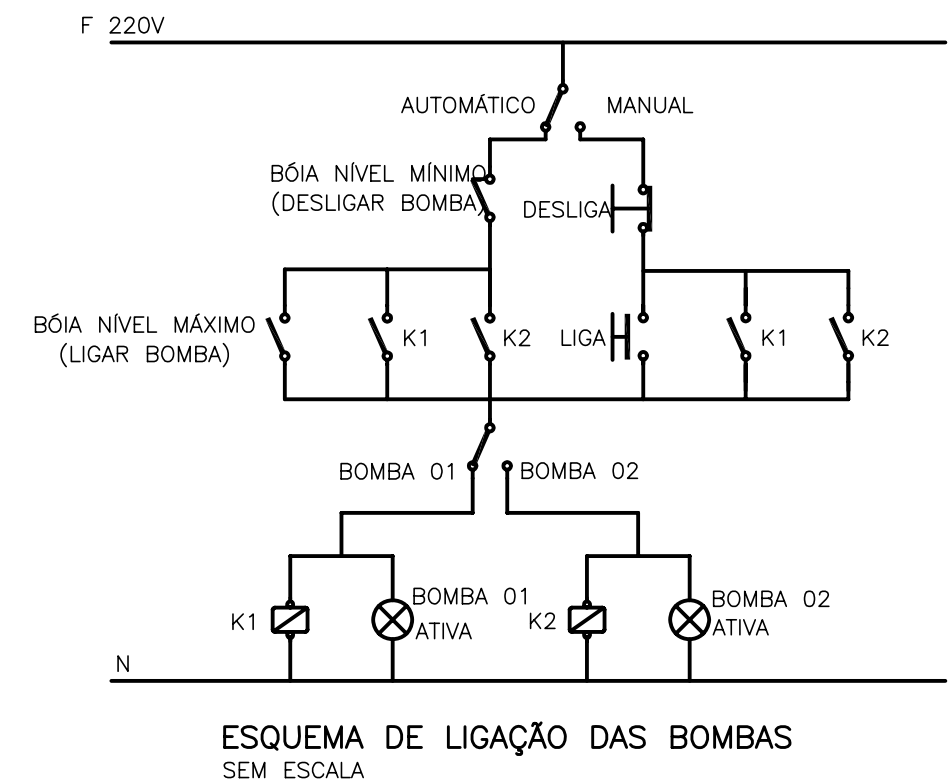 F 220V
AUTOMÁTICO
MANUAL
BÓIA NÍVEL MÍNIMO
(DESLIGAR BOMBA)
DESLIGA
BÓIA NÍVEL MÁXIMO
(LIGAR BOMBA)
K1
K2
LIGA
K1
K2
BOMBA 01
BOMBA 02
K1
BOMBA 01
ATIVA
K2
BOMBA 02
ATIVA
N
ESQUEMA DE LIGAÇÃO DAS BOMBAS
SEM ESCALA